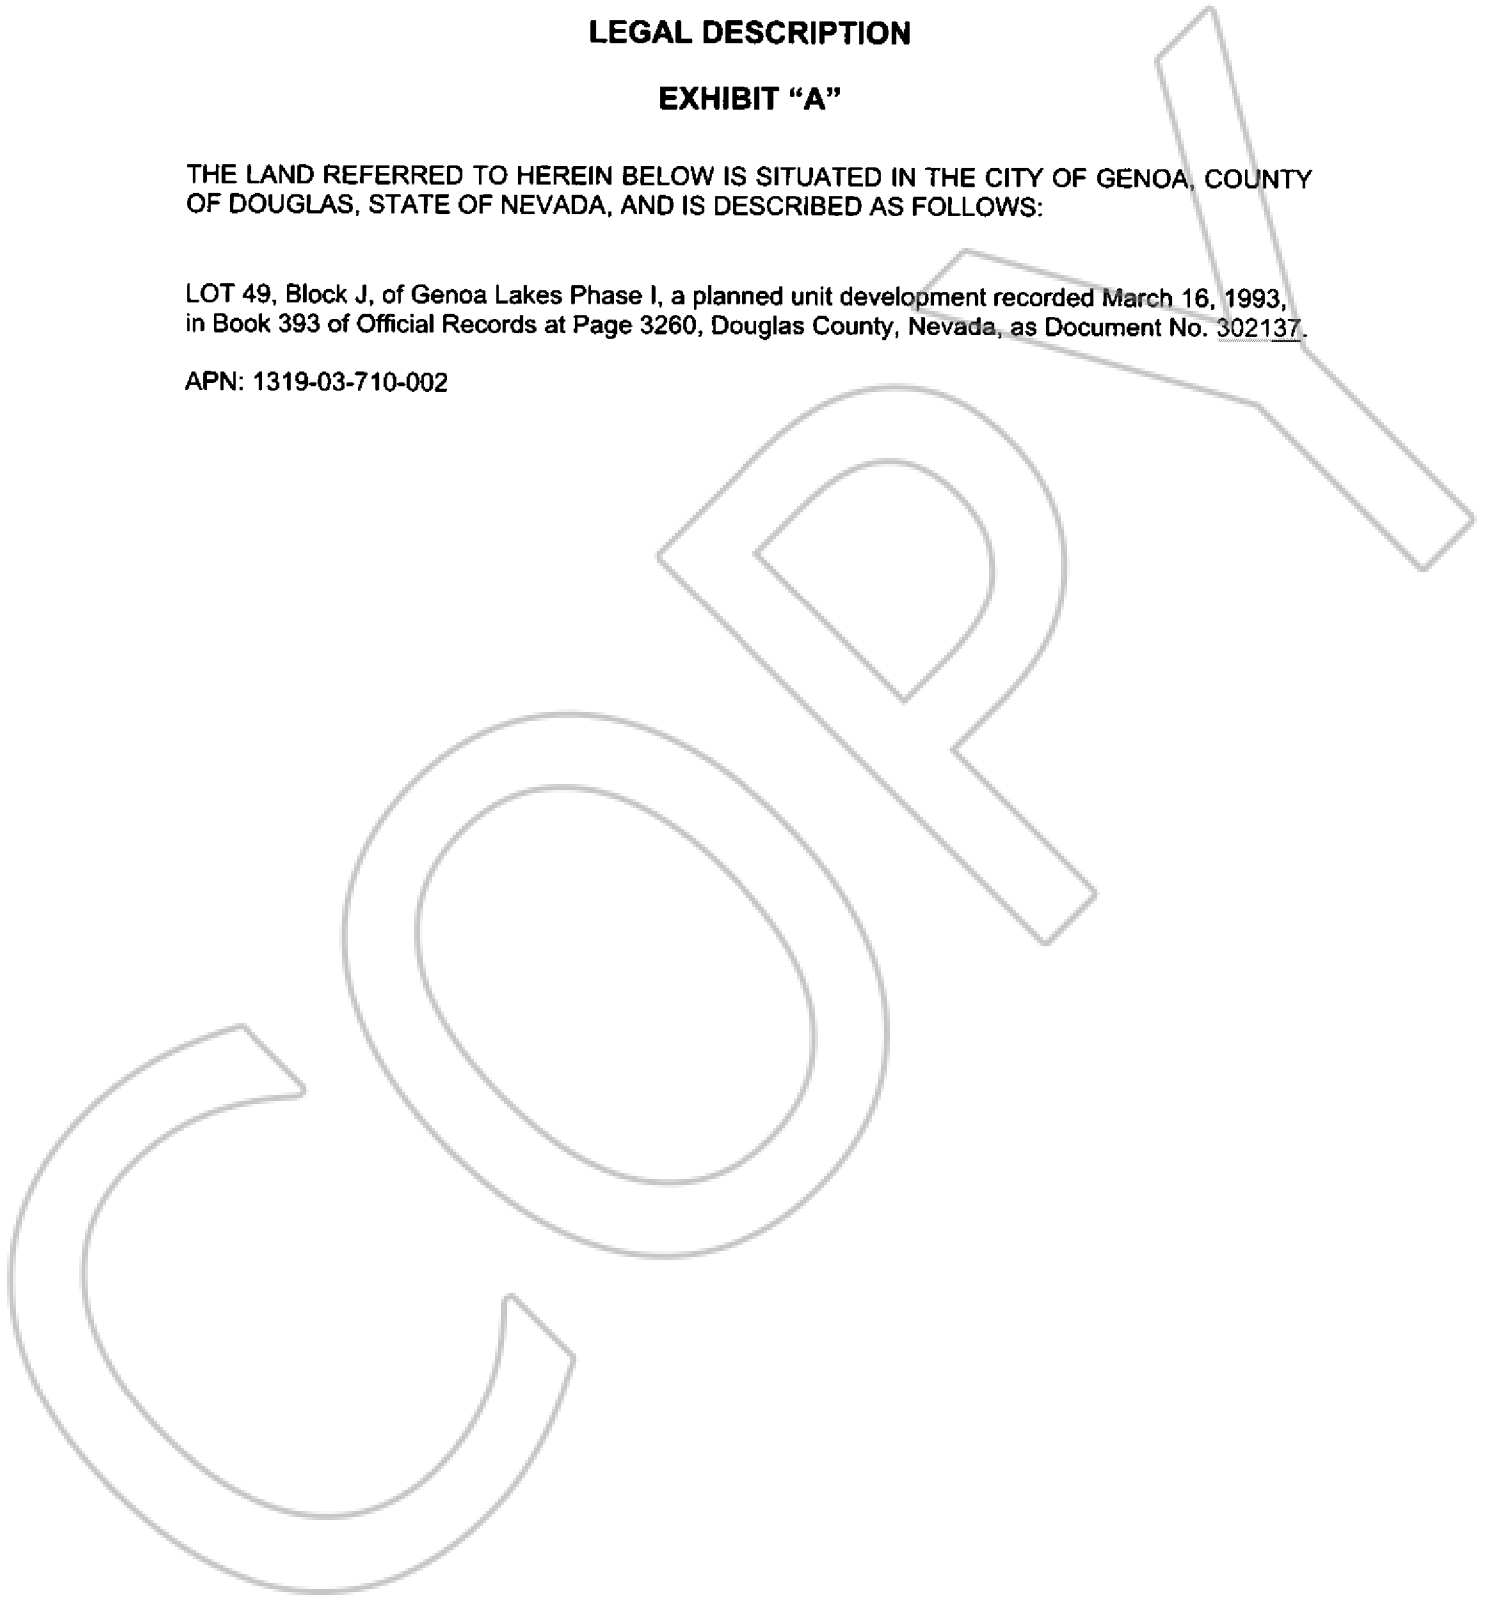 LEGAL DESCRIPTION
EXHIBIT “A”
THE LAND REFERRED TO HEREIN BELOW IS SITUATED IN THE CITY OF GENOA, COUNTY
OF DOUGLAS, STATE OF NEVADA, AND IS DESCRIBED AS FOLLOWS:
LOT 49, Block J, of Genoa Lakes Phase I, a planned unit development recorded March 16, 1993,
in Book 393 of Official Records at Page 3260, Douglas County, Nevada, as Document No. 302137.
APN: 1319-03-710-002
COPY